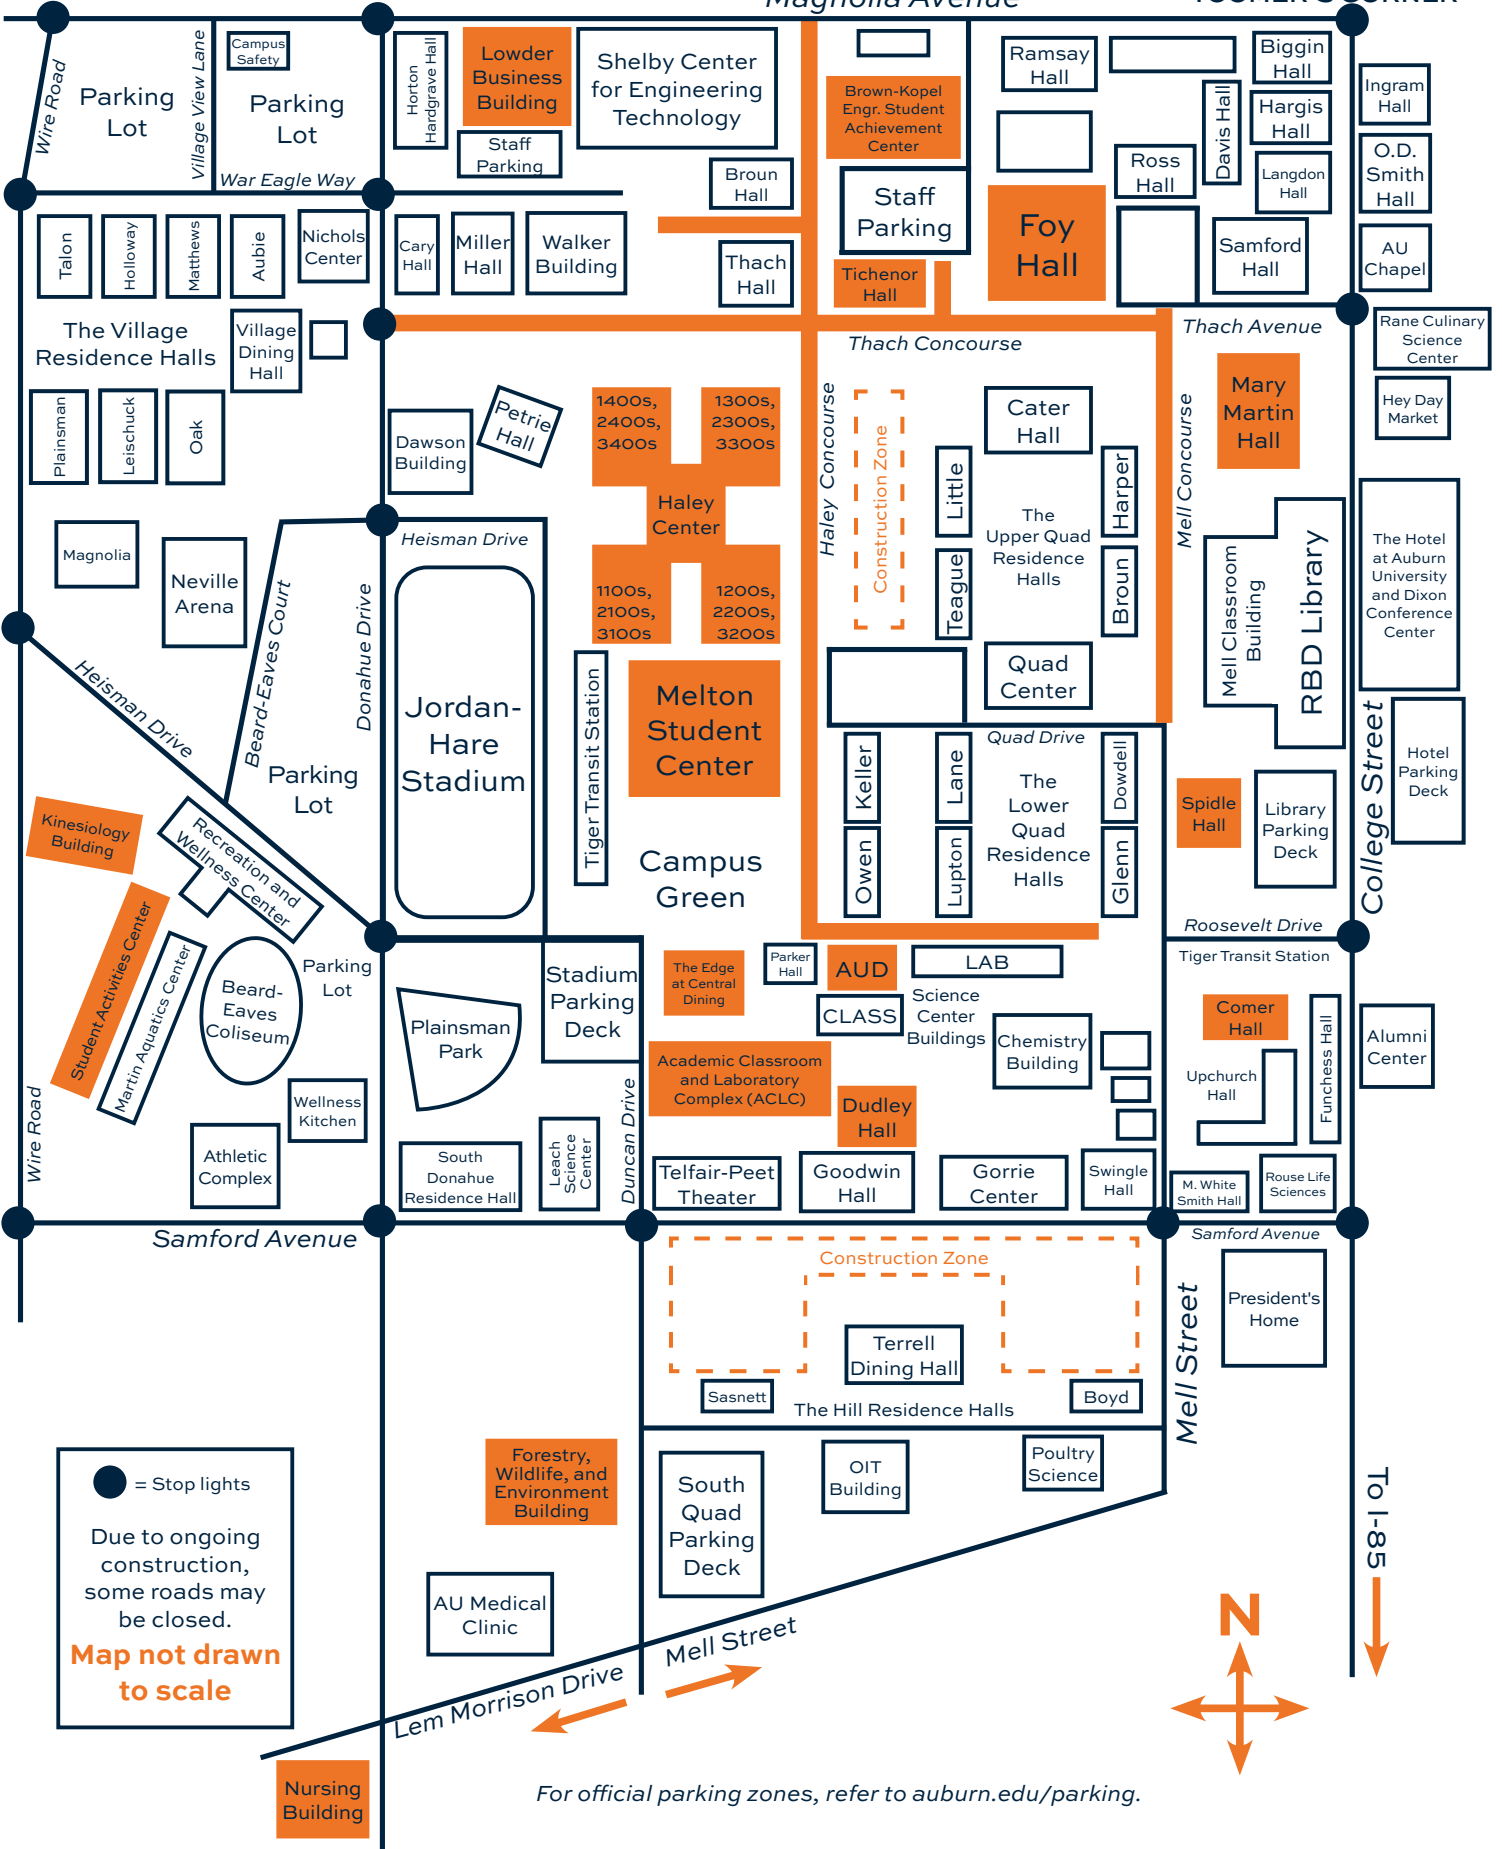 Magnolia Avenue
TOOMER'S CORNER
Wire Road
Parking
Lot
Village View Lane
Campus
Safety
Parking
Lot
War Eagle Way
Horton
Hardgrave Hall
Lowder
Business
Building
Staff
Parking
Shelby Center
for Engineering
Technology
Broun
Hall
Brown-Kopel
Engr. Student
Achievement
Center
Staff
Parking
Ramsay
Hall
Biggin
Hall
Ingram
Hall
Davis Hall
Hargis
Hall
Ross
Hall
Langdon
Hall
O.D.
Smith
Hall
Foy
Hall
Samford
Hall
AU
Chapel
Talon
Holloway
Matthews
Aubie
Nichols
Center
Cary
Hall
Miller
Hall
Walker
Building
Thach
Hall
Tichenor
Hall
The Village
Residence Halls
Village
Dining
Hall
Thach Concourse
Thach Avenue
Rane Culinary
Science
Center
Plainsman
Leischuck
Oak
Dawson
Building
Petrie
Hall
1400s,
2400s,
3400s
1300s,
2300s,
3300s
Haley
Center
1100s,
2100s,
3100s
1200s,
2200s,
3200s
Haley Concourse
Construction Zone
Cater
Hall
Little
Teague
The
Upper Quad
Residence
Halls
Harper
Broun
Quad
Center
Mell Concourse
Mary
Martin
Hall
Hey Day
Market
Mell Classroom
Building
RBD Library
The Hotel
at Auburn
University
and Dixon
Conference
Center
Magnolia
Neville
Arena
Beard-Eaves Court
Donahue Drive
Heisman Drive
Heisman Drive
Parking
Lot
Jordan-
Hare
Stadium
Tiger Transit Station
Melton
Student
Center
Campus
Green
Quad Drive
Keller
Lane
Dowdell
The
Lower
Quad
Residence
Halls
Owen
Lupton
Glenn
Spidle
Hall
Library
Parking
Deck
College Street
Hotel
Parking
Deck
Kinesiology
Building
Recreation and
Wellness Center
Student Activities Center
Martin Aquatics Center
Beard-
Eaves
Coliseum
Parking
Lot
Wire Road
Wellness
Kitchen
Athletic
Complex
Plainsman
Park
Stadium
Parking
Deck
South
Donahue
Residence Hall
Leach
Science
Center
Duncan Drive
The Edge
at Central
Dining
Parker
Hall
AUD
LAB
CLASS
Science
Center
Buildings
Chemistry
Building
Academic Classroom
and Laboratory
Complex (ACLC)
Dudley
Hall
Telfair-Peet
Theater
Goodwin
Hall
Gorrie
Center
Swingle
Hall
Roosevelt Drive
Tiger Transit Station
Comer
Hall
Upchurch
Hall
Funchess Hall
Alumni
Center
M. White
Smith Hall
Rouse Life
Sciences
Samford Avenue
Samford Avenue
Construction Zone
Terrell
Dining Hall
Sasnett
Boyd
The Hill Residence Halls
Mell Street
President's
Home
Forestry,
Wildlife, and
Environment
Building
South
Quad
Parking
Deck
OIT
Building
Poultry
Science
AU Medical
Clinic
Mell Street
Lem Morrison Drive
Nursing
Building
To I-85
N
= Stop lights
Due to ongoing
construction,
some roads may
be closed.
Map not drawn
to scale
For official parking zones, refer to auburn.edu/parking.